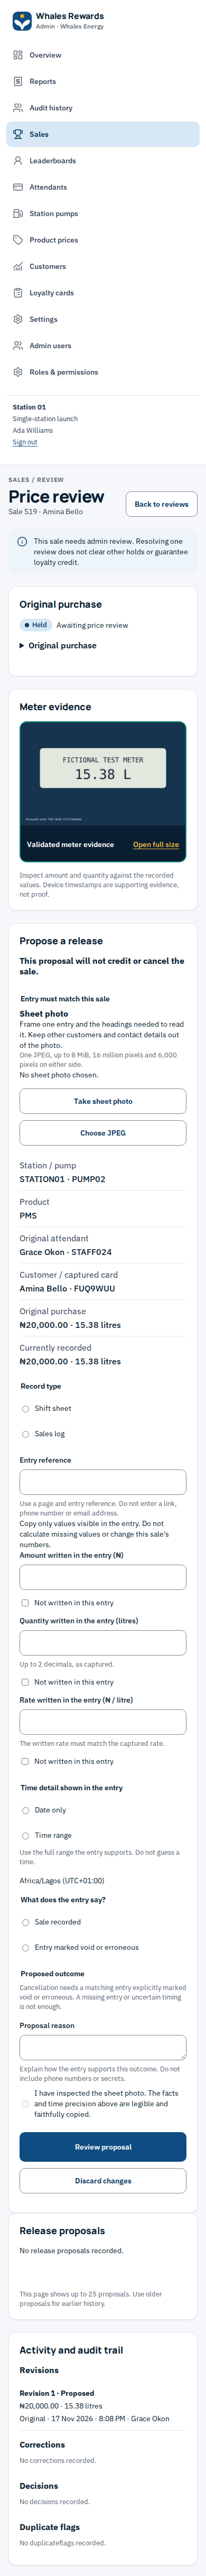 Whales Rewards
Admin · Whales Energy
Overview
Reports
Audit history
Sales
Leaderboards
Attendants
Station pumps
Product prices
Customers
Loyalty cards
Settings
Admin users
Roles & permissions
Station 01
Single-station launch
Ada Williams
Sign out
SALES / REVIEW
Price review
Sale S19 · Amina Bello
Back to reviews
This sale needs admin review. Resolving one
review does not clear other holds or guarantee
loyalty credit.
Original purchase
Held
Awaiting price review
Original purchase
Meter evidence
FICTIONAL TEST METER
15.38 L
Validated meter evidence
Open full size
Inspect amount and quantity against the recorded
values. Device timestamps are supporting evidence,
not proof.
Propose a release
This proposal will not credit or cancel the
sale.
Entry must match this sale
Sheet photo
Frame one entry and the headings needed to read
it. Keep other customers and contact details out
of the photo.
One JPEG, up to 8 MiB, 16 million pixels and 6,000
pixels on either side.
No sheet photo chosen.
Take sheet photo
Choose JPEG
Station / pump
STATION01 · PUMP02
Product
PMS
Original attendant
Grace Okon · STAFF024
Customer / captured card
Amina Bello · FUQ9WUU
Original purchase
₦20,000.00 · 15.38 litres
Currently recorded
₦20,000.00 · 15.38 litres
Record type
Shift sheet
Sales log
Entry reference
Use a page and entry reference. Do not enter a link,
phone number or email address.
Copy only values visible in the entry. Do not
calculate missing values or change this sale's
numbers.
Amount written in the entry (₦)
Not written in this entry
Quantity written in the entry (litres)
Up to 2 decimals, as captured.
Not written in this entry
Rate written in the entry (₦ / litre)
The written rate must match the captured rate.
Not written in this entry
Time detail shown in the entry
Date only
Time range
Use the full range the entry supports. Do not guess a
time.
Africa/Lagos (UTC+01:00)
What does the entry say?
Sale recorded
Entry marked void or erroneous
Proposed outcome
Cancellation needs a matching entry explicitly marked
void or erroneous. A missing entry or uncertain timing
is not enough.
Proposal reason
Explain how the entry supports this outcome. Do not
include phone numbers or secrets.
I have inspected the sheet photo. The facts
and time precision above are legible and
faithfully copied.
Review proposal
Discard changes
Release proposals
No release proposals recorded.
This page shows up to 25 proposals. Use older
proposals for earlier history.
Activity and audit trail
Revisions
Revision 1 · Proposed
₦20,000.00 · 15.38 litres
Original · 17 Nov 2026 · 8:08 PM · Grace Okon
Corrections
No corrections recorded.
Decisions
No decisions recorded.
Duplicate flags
No duplicateflags recorded.